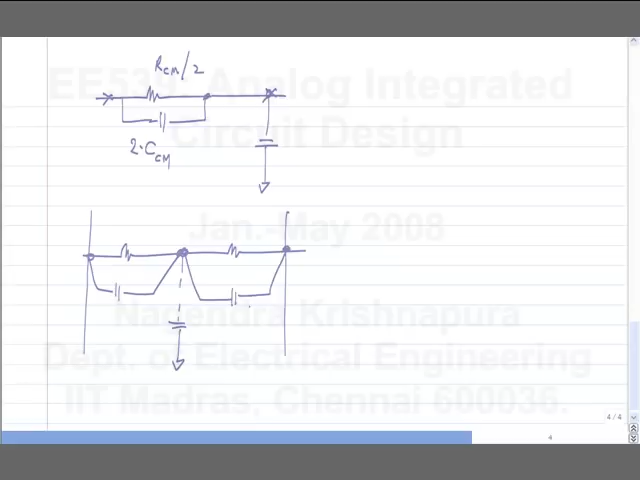 R_CM/2
EE539: Analog Integrated
Circuit Design
2·C_CM
Jan.-May 2008
Nagendra Krishnapura
Dept. of Electrical Engineering
IIT Madras, Chennai 600036.
4 / 4
4